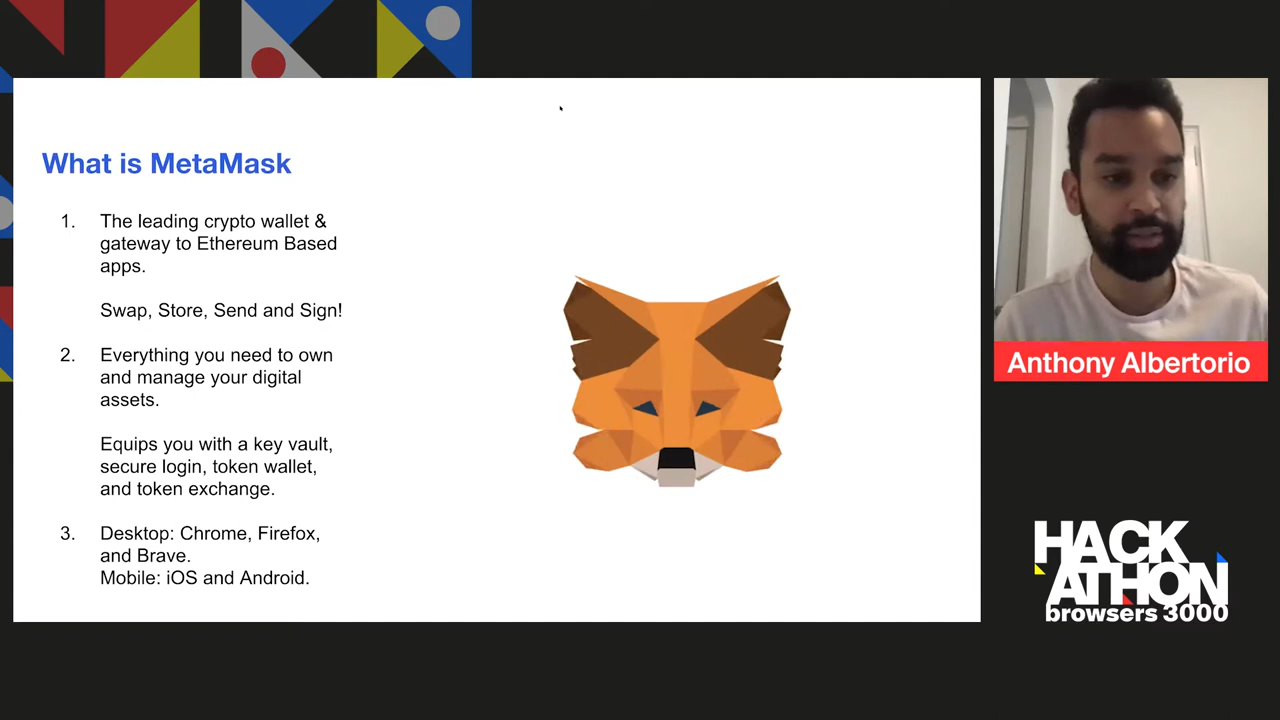 What is MetaMask
1. The leading crypto wallet &
gateway to Ethereum Based
apps.
Swap, Store, Send and Sign!
2. Everything you need to own
and manage your digital
assets.
Equips you with a key vault,
secure login, token wallet,
and token exchange.
3. Desktop: Chrome, Firefox,
and Brave.
Mobile: iOS and Android.
Anthony Albertorio
HACK
ATHON
browsers 3000